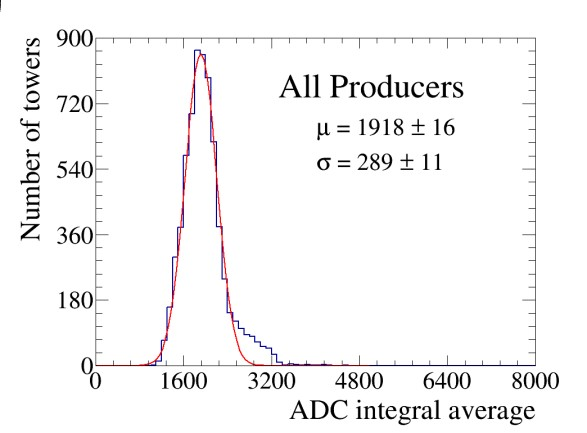 Number of towers
900
720
540
360
180
0
All Producers
μ = 1918 ± 16
σ = 289 ± 11
0 1600 3200 4800 6400 8000
ADC integral average